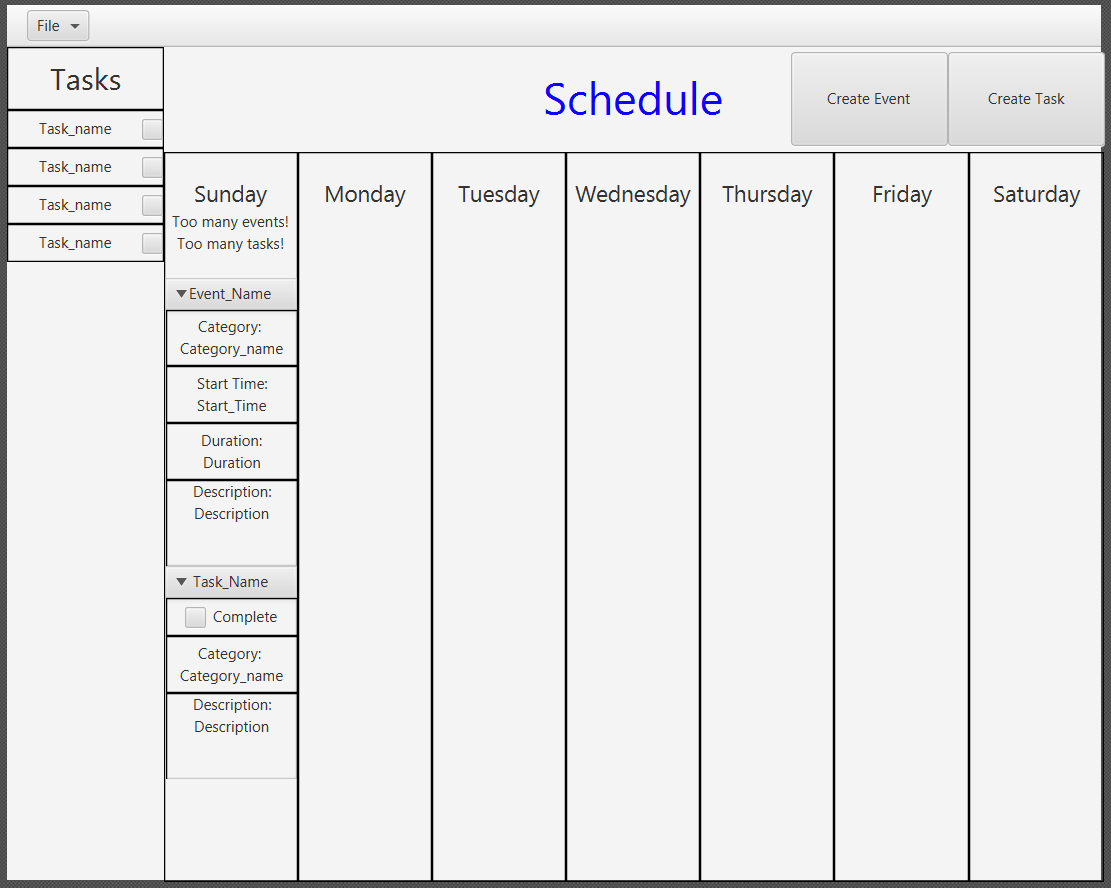 File
Tasks
Task_name
Task_name
Task_name
Task_name
Schedule
Create Event
Create Task
Sunday
Too many events!
Too many tasks!
Event_Name
Category:
Category_name
Start Time:
Start_Time
Duration:
Duration
Description:
Description
Task_Name
Complete
Category:
Category_name
Description:
Description
Monday
Tuesday
Wednesday
Thursday
Friday
Saturday